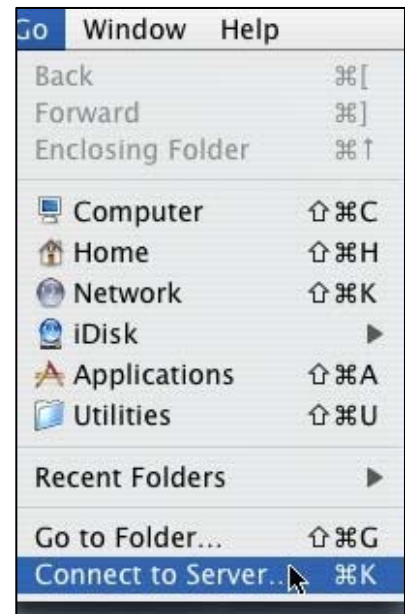 Go Window Help
Back ⌘[
Forward ⌘]
Enclosing Folder ⌘↑
Computer ⇧⌘C
Home ⇧⌘H
Network ⇧⌘K
iDisk ▶
Applications ⇧⌘A
Utilities ⇧⌘U
Recent Folders ▶
Go to Folder... ⇧⌘G
Connect to Server... ⌘K